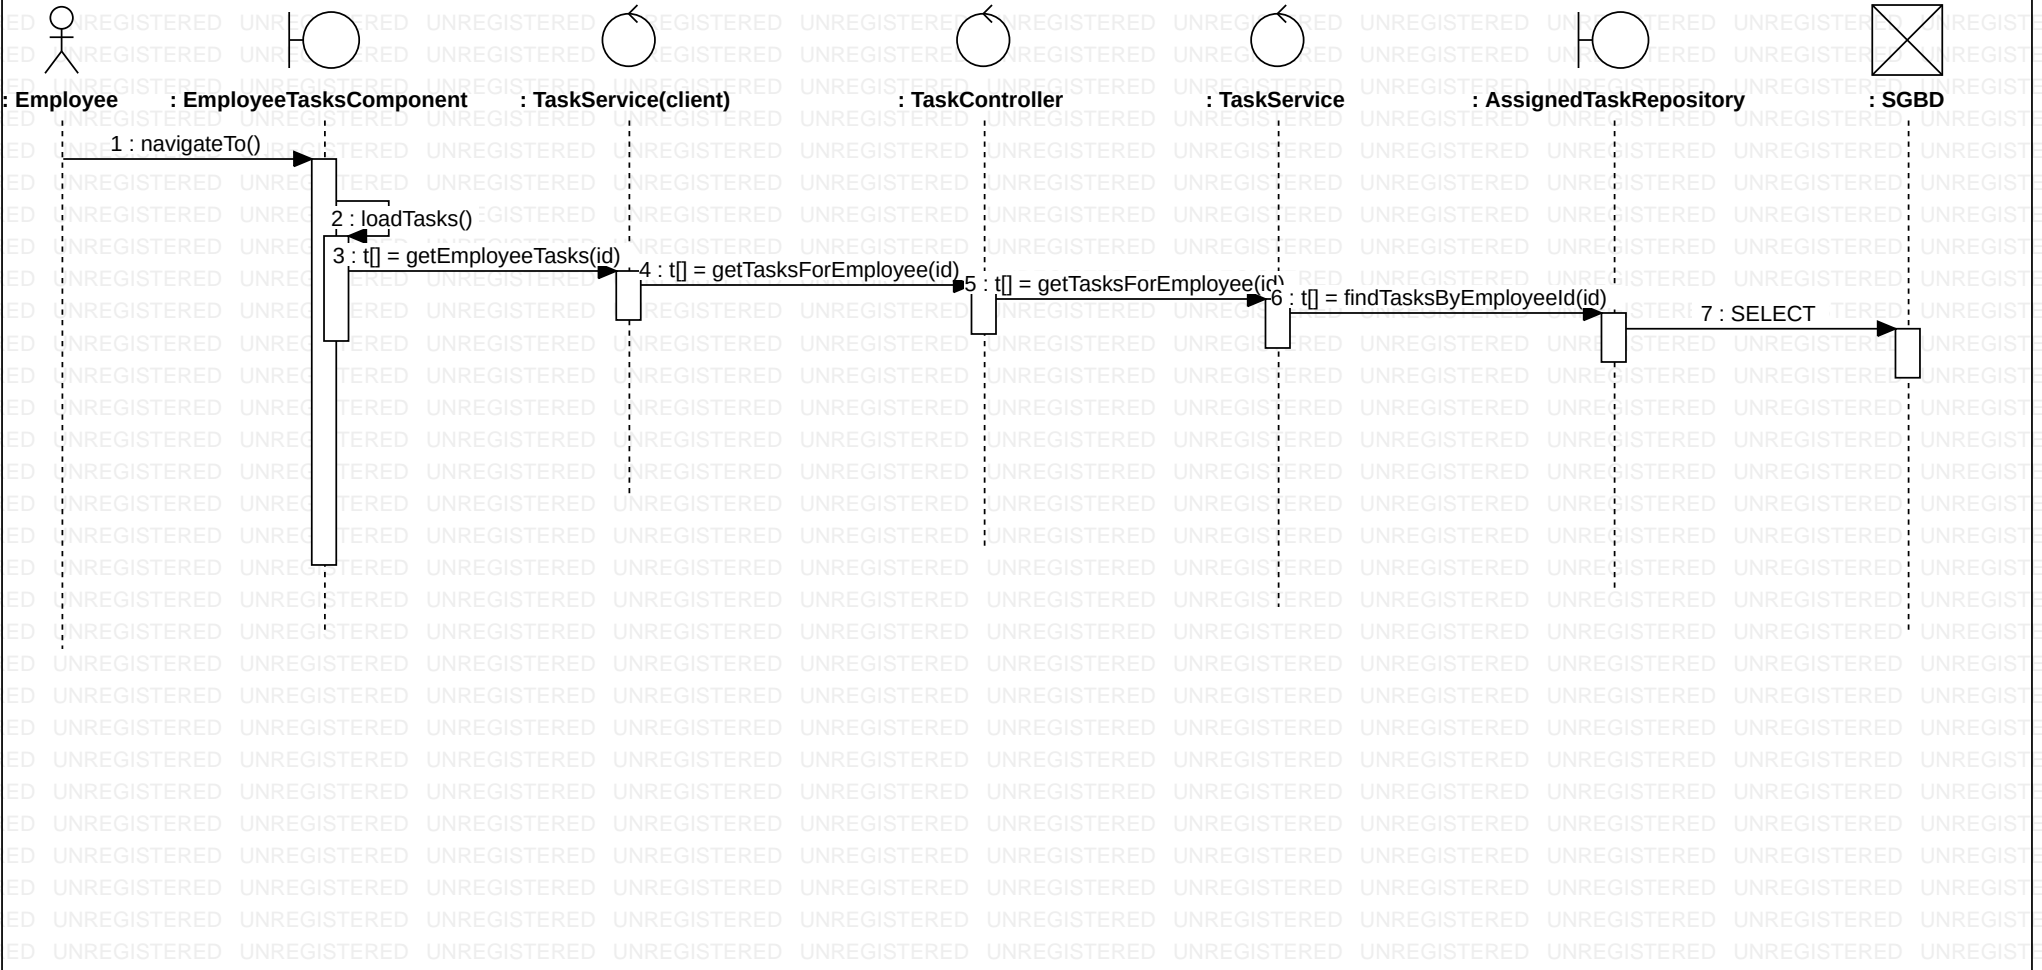 : Employee
: EmployeeTasksComponent
: TaskService(client)
: TaskController
: TaskService
: AssignedTaskRepository
: SGBD
1 : navigateTo()
2 : loadTasks()
3 : t[] = getEmployeeTasks(id)
4 : t[] = getTasksForEmployee(id)
5 : t[] = getTasksForEmployee(id)
6 : t[] = findTasksByEmployeeId(id)
7 : SELECT
UNREGISTERED